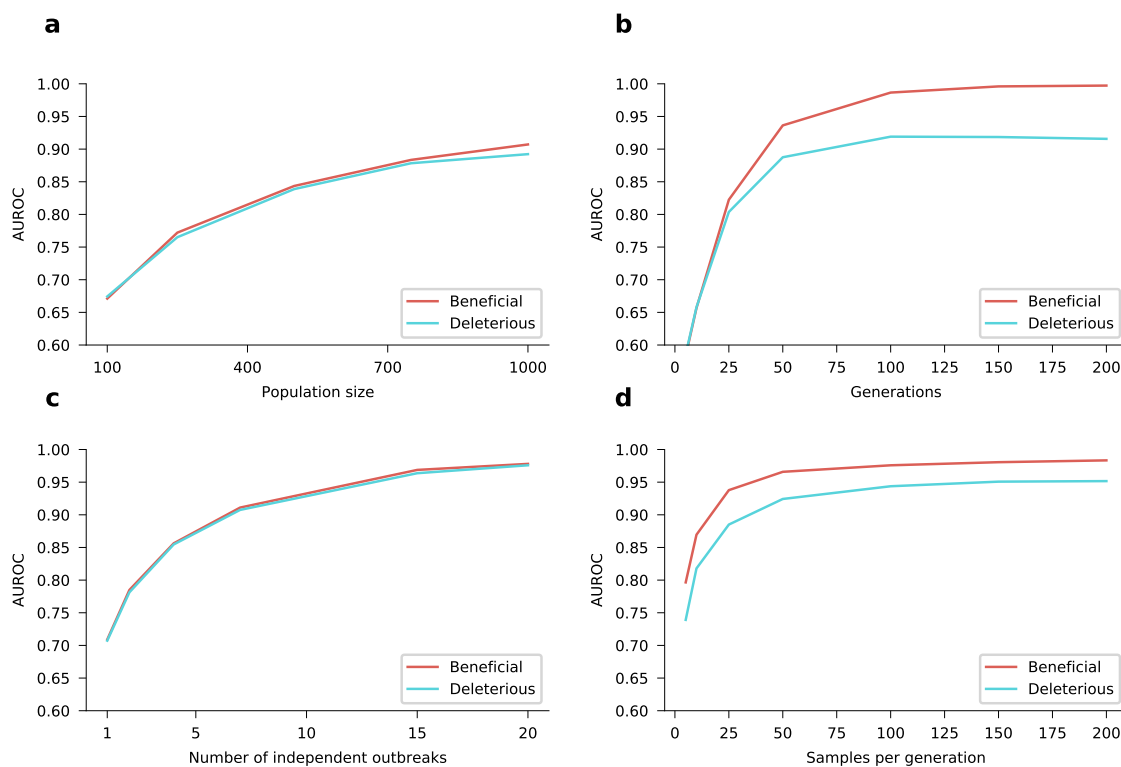 a
1.00
0.95
0.90
0.85
0.80
0.75
0.70
0.65
0.60
AUROC
100 400 700 1000
Population size
Beneficial
Deleterious
b
1.00
0.95
0.90
0.85
0.80
0.75
0.70
0.65
0.60
AUROC
0 25 50 75 100 125 150 175 200
Generations
Beneficial
Deleterious
c
1.00
0.95
0.90
0.85
0.80
0.75
0.70
0.65
0.60
AUROC
1 5 10 15 20
Number of independent outbreaks
Beneficial
Deleterious
d
1.00
0.95
0.90
0.85
0.80
0.75
0.70
0.65
0.60
AUROC
0 25 50 75 100 125 150 175 200
Samples per generation
Beneficial
Deleterious